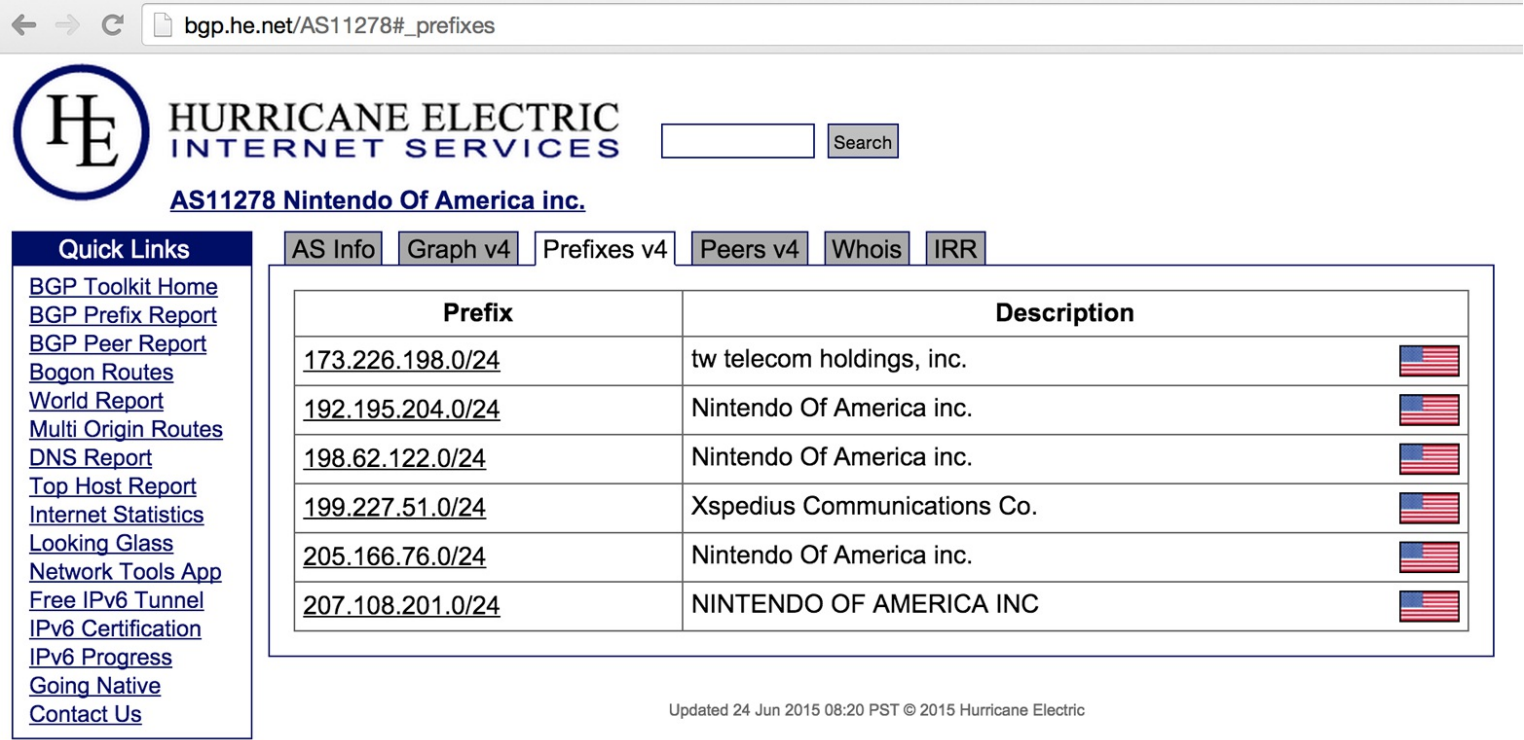 bgp.he.net/AS11278#_prefixes
HE
HURRICANE ELECTRIC
INTERNET SERVICES
Search
AS11278 Nintendo Of America inc.
Quick Links
BGP Toolkit Home
BGP Prefix Report
BGP Peer Report
Bogon Routes
World Report
Multi Origin Routes
DNS Report
Top Host Report
Internet Statistics
Looking Glass
Network Tools App
Free IPv6 Tunnel
IPv6 Certification
IPv6 Progress
Going Native
Contact Us
AS Info Graph v4 Prefixes v4 Peers v4 Whois IRR
Prefix Description
173.226.198.0/24 tw telecom holdings, inc.
192.195.204.0/24 Nintendo Of America inc.
198.62.122.0/24 Nintendo Of America inc.
199.227.51.0/24 Xspedius Communications Co.
205.166.76.0/24 Nintendo Of America inc.
207.108.201.0/24 NINTENDO OF AMERICA INC
Updated 24 Jun 2015 08:20 PST © 2015 Hurricane Electric